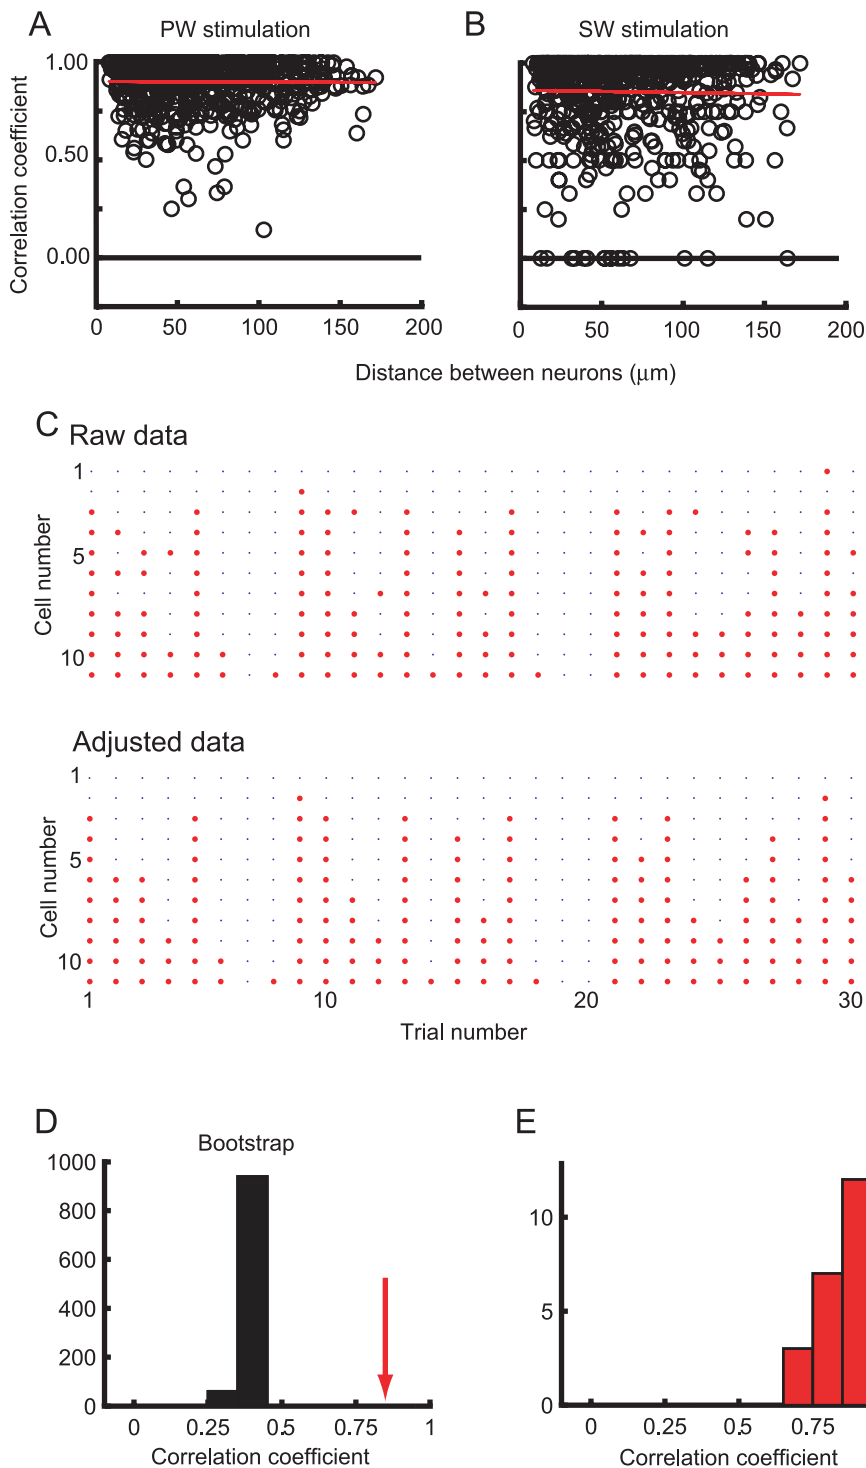 A PW stimulation
B SW stimulation
Correlation coefficient
1.00
0.50
0.00
0 50 100 150 200
0 50 100 150 200
Distance between neurons (μm)
C Raw data
Cell number
1
5
10
Adjusted data
Cell number
1
5
10
1 10 20 30
Trial number
D
Bootstrap
1000
800
600
400
200
0
0 0.25 0.5 0.75 1
Correlation coefficient
E
10
5
0
0 0.25 0.5 0.75
Correlation coefficient